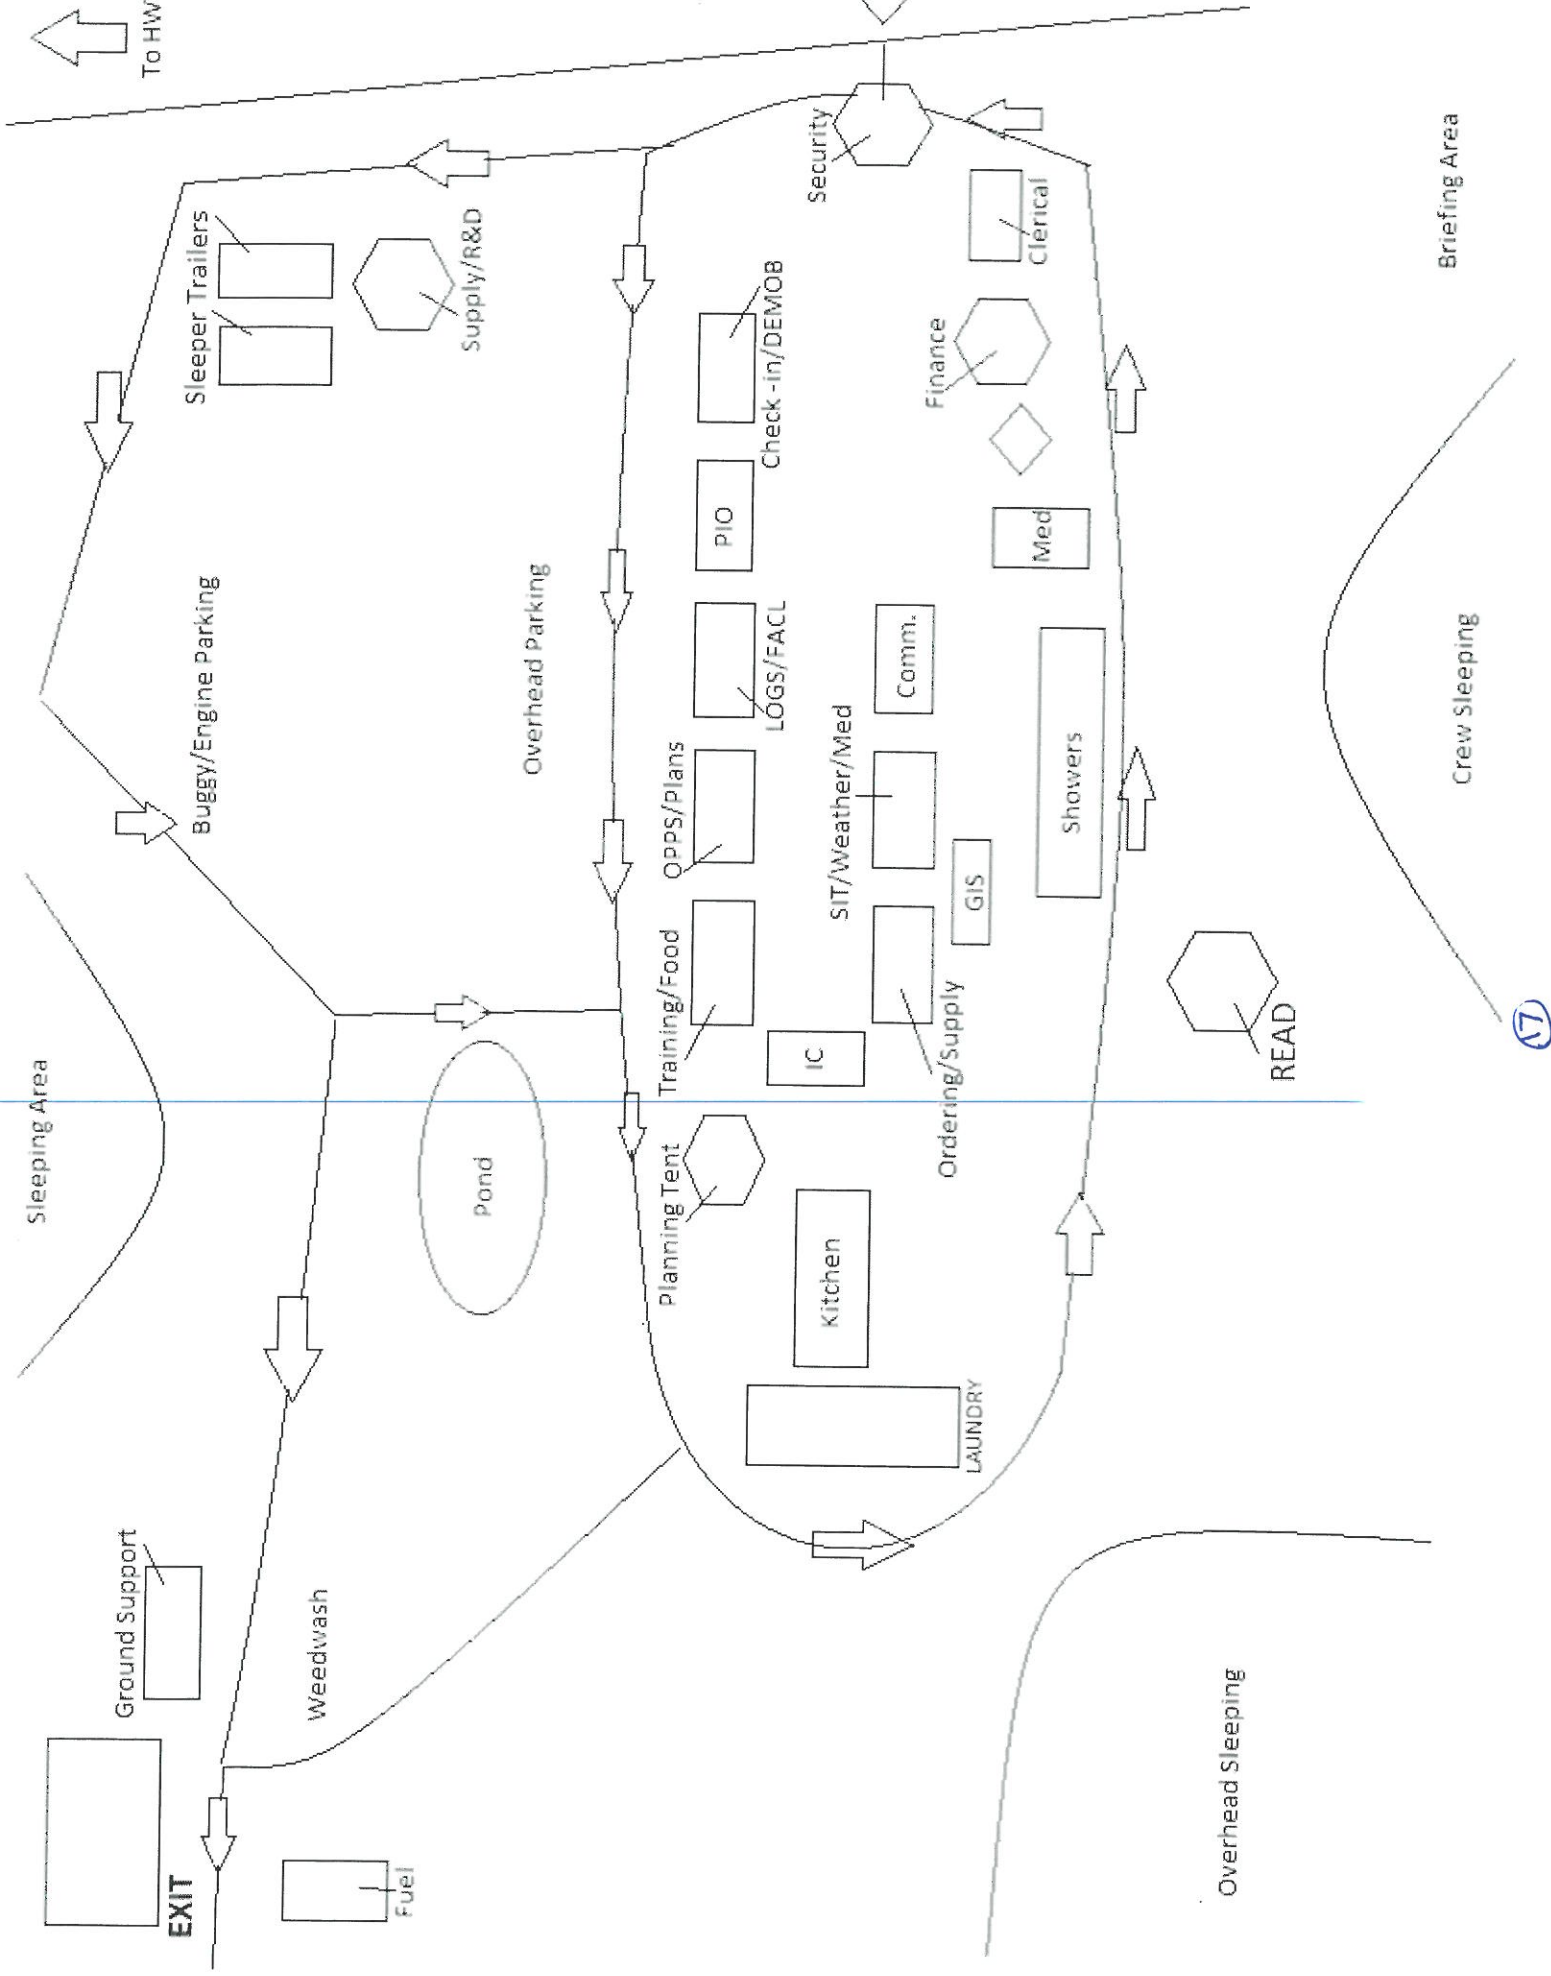 EXIT
Ground Support
Sleeping Area
Buggy/Engine Parking
Sleeper Trailers
To HW
Fuel
Weedwash
Pond
Overhead Parking
Supply/R&D
Planning Tent
Training/Food
OPPS/Plans
LOGS/FACL
PIO
Check -in/DEMOB
Kitchen
IC
SIT/Weather/Med
Comm.
Security
LAUNDRY
Ordering/Supply
GIS
Finance
Showers
Med
Clerical
Overhead Sleeping
READ
Crew Sleeping
Briefing Area
17